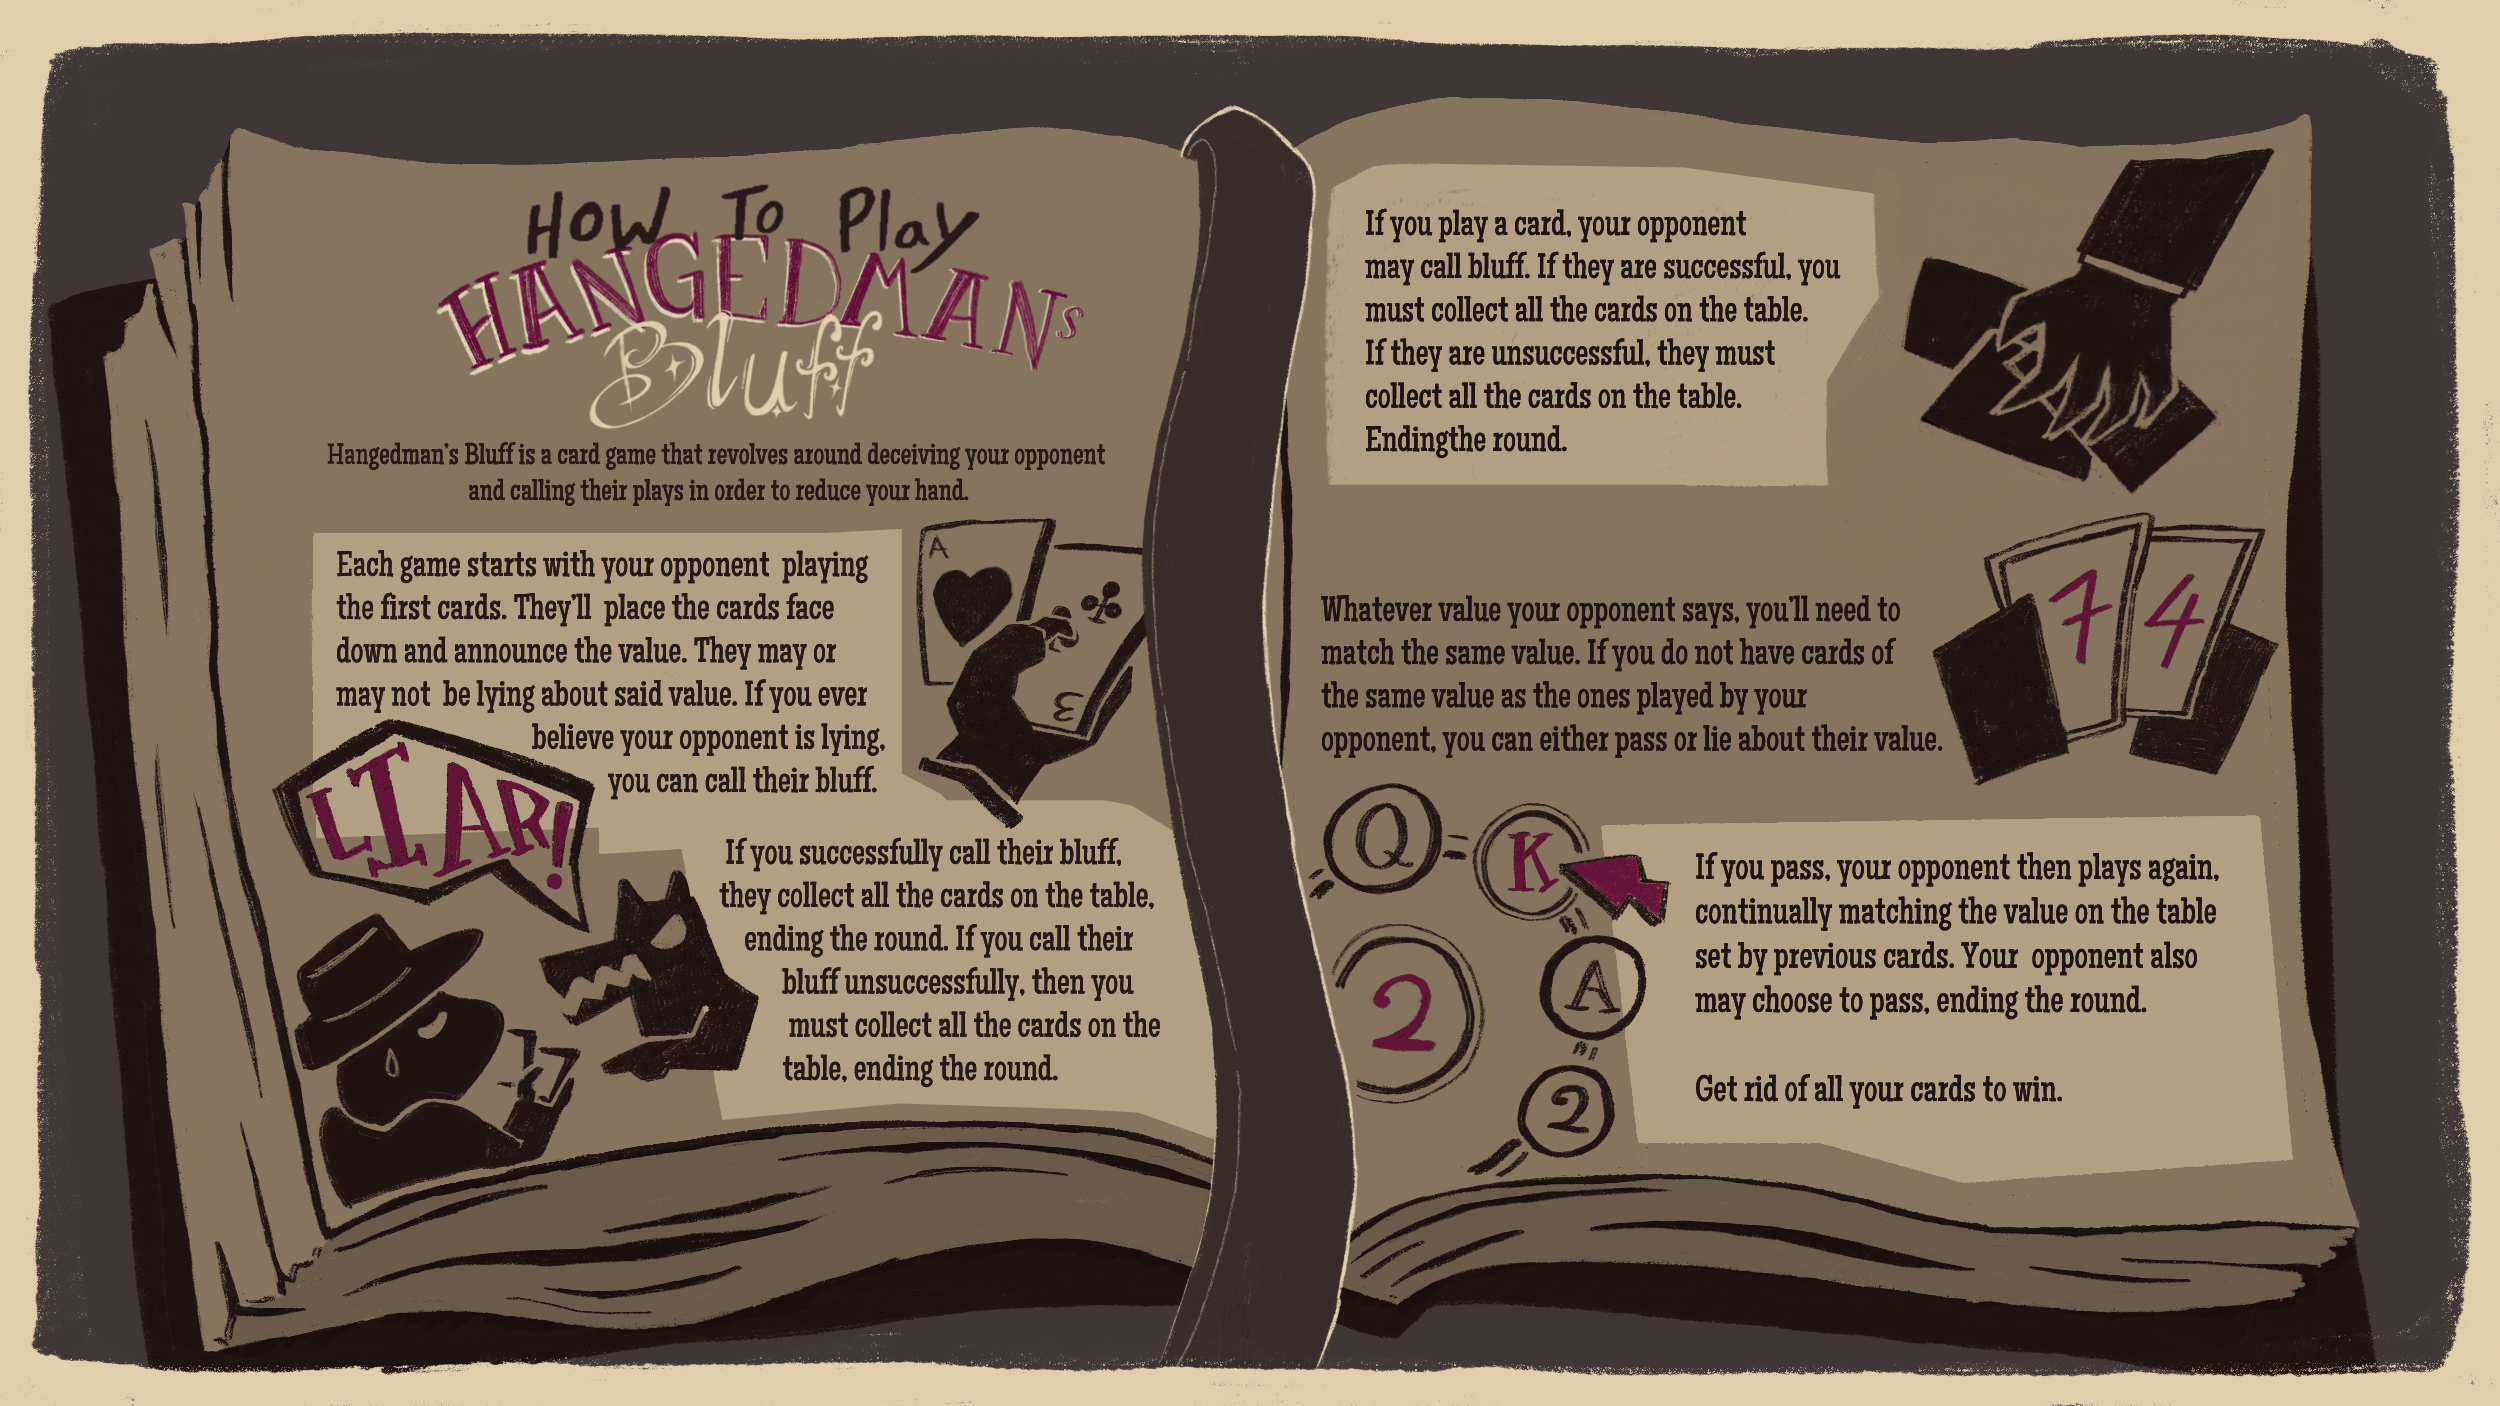 How To Play
HANGEDMANs
Bluff
Hangedman's Bluff is a card game that revolves around deceiving your opponent
and calling their plays in order to reduce your hand.
Each game starts with your opponent playing
the first cards. They'll place the cards face
down and announce the value. They may or
may not be lying about said value. If you ever
believe your opponent is lying,
you can call their bluff.
A
3
LIAR!
If you successfully call their bluff,
they collect all the cards on the table,
ending the round. If you call their
bluff unsuccessfully, then you
must collect all the cards on the
table, ending the round.
If you play a card, your opponent
may call bluff. If they are successful, you
must collect all the cards on the table.
If they are unsuccessful, they must
collect all the cards on the table.
Endingthe round.
Whatever value your opponent says, you'll need to
match the same value. If you do not have cards of
the same value as the ones played by your
opponent, you can either pass or lie about their value.
7 4
Q = K
A
2
2
If you pass, your opponent then plays again,
continually matching the value on the table
set by previous cards. Your opponent also
may choose to pass, ending the round.
Get rid of all your cards to win.